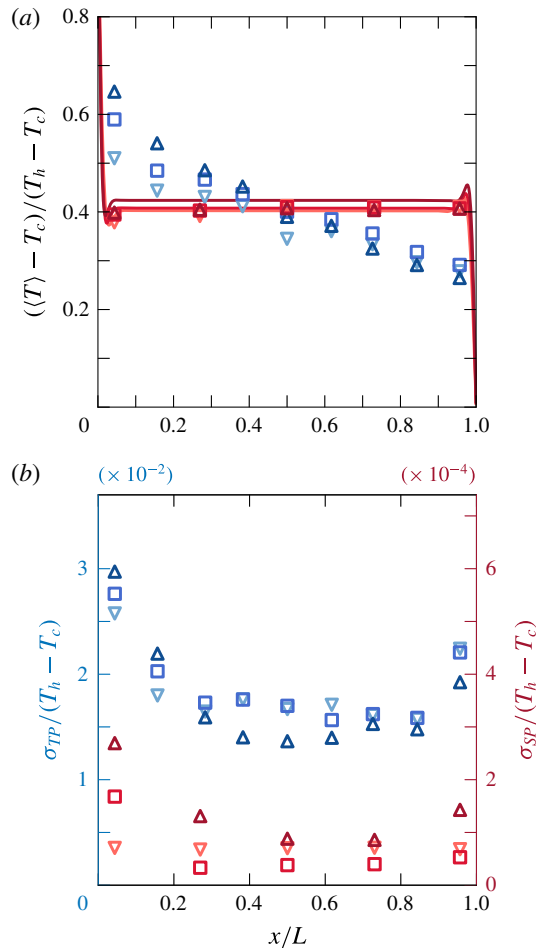 (a)
0.8
0.6
0.4
0.2
(⟨T⟩ − T_c)/(T_h − T_c)
0 0.2 0.4 0.6 0.8 1.0
(b)
(× 10⁻²) (× 10⁻⁴)
3
2
1
0
σ_TP/(T_h − T_c)
6
4
2
0
σ_SP/(T_h − T_c)
0.2 0.4 0.6 0.8 1.0
x/L